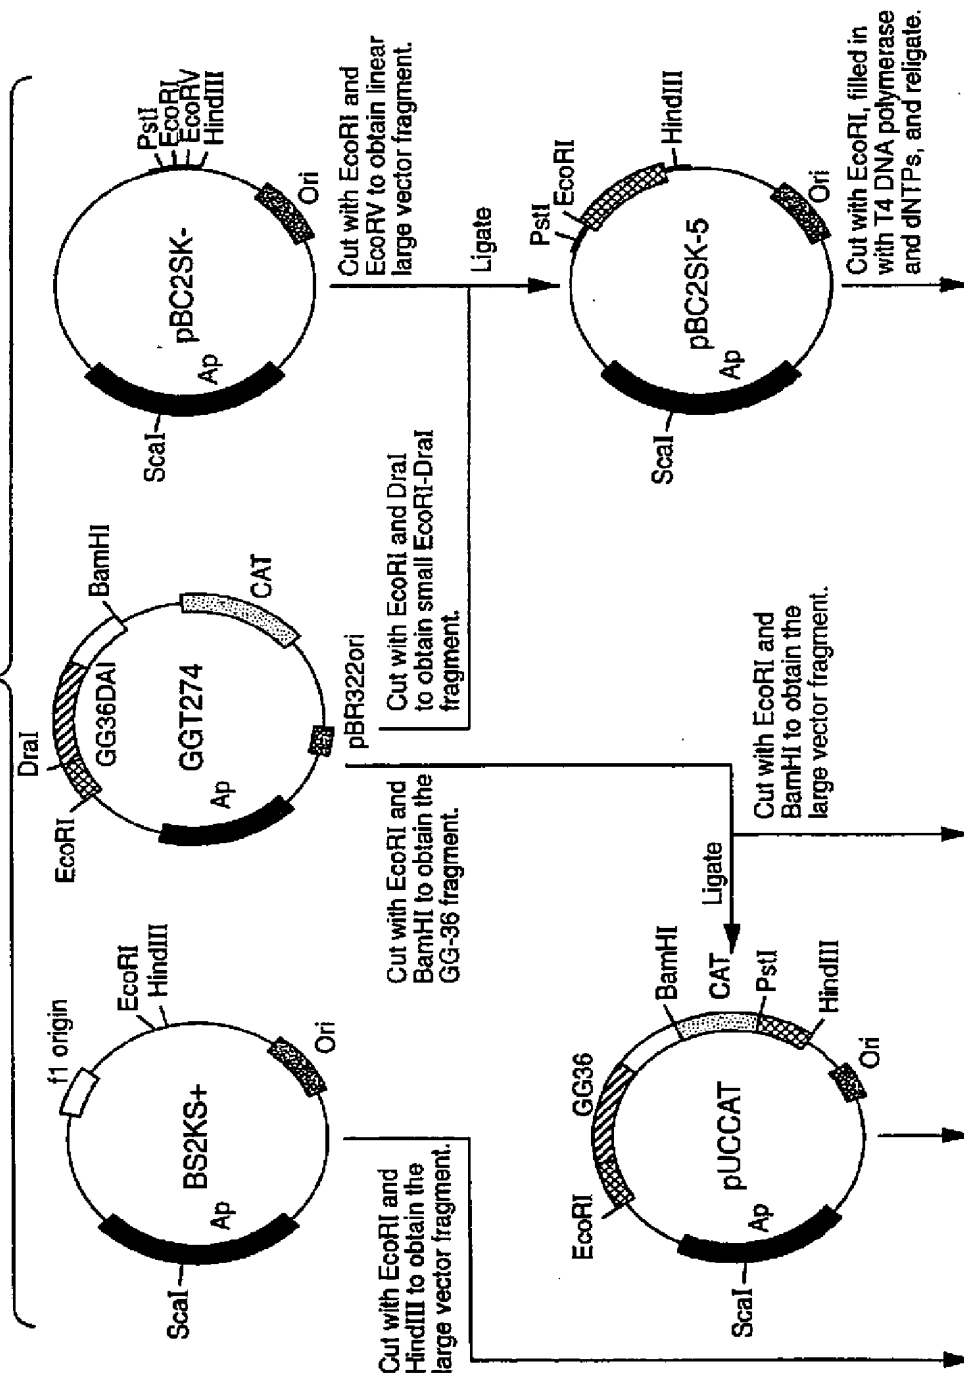 ScaI
f1 origin
EcoRI
HindIII
BS2KS+
Ap
Ori
Cut with EcoRI and
HindIII to obtain the
large vector fragment.
EcoRI
DraI
GG36DAI
BamHI
GGT274
Ap
CAT
pBR322ori
Cut with EcoRI and
BamHI to obtain the
GG-36 fragment.
Cut with EcoRI and DraI
to obtain small EcoRI-DraI
fragment.
ScaI
PstI
EcoRI
EcoRV
HindIII
pBC2SK-
Ap
Ori
Cut with EcoRI and
EcoRV to obtain linear
large vector fragment.
Ligate
ScaI
EcoRI
GG36
BamHI
CAT
PstI
HindIII
pUCCAT
Ap
Ori
Ligate
Cut with EcoRI and
BamHI to obtain the
large vector fragment.
ScaI
PstI
EcoRI
HindIII
pBC2SK-5
Ap
Ori
Cut with EcoRI, filled in
with T4 DNA polymerase
and dNTPs, and religate.